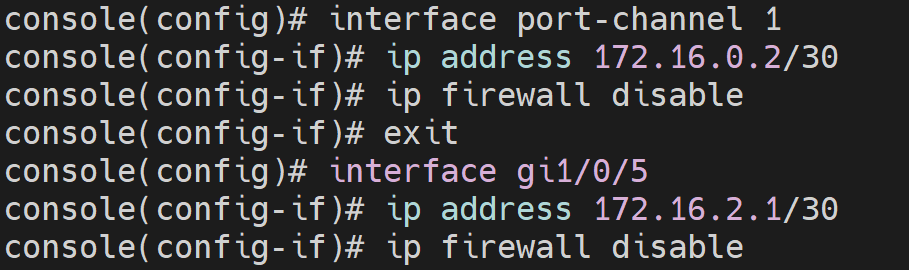 console(config)# interface port-channel 1
console(config-if)# ip address 172.16.0.2/30
console(config-if)# ip firewall disable
console(config-if)# exit
console(config)# interface gi1/0/5
console(config-if)# ip address 172.16.2.1/30
console(config-if)# ip firewall disable